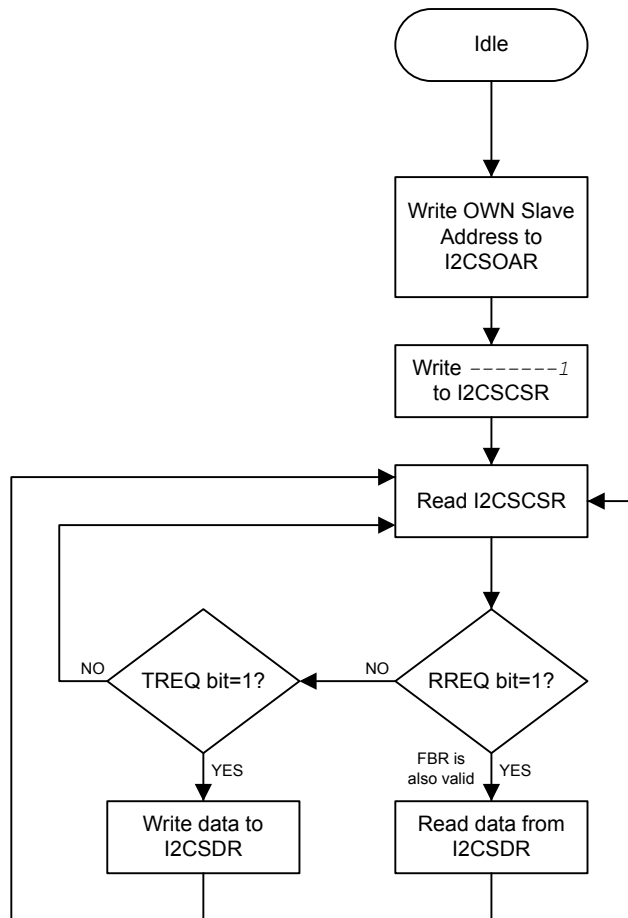 Idle
Write OWN Slave
Address to
I2CSOAR
Write -------1
to I2CSCSR
Read I2CSCSR
NO
TREQ bit=1?
NO
RREQ bit=1?
YES
FBR is
also valid
YES
Write data to
I2CSDR
Read data from
I2CSDR